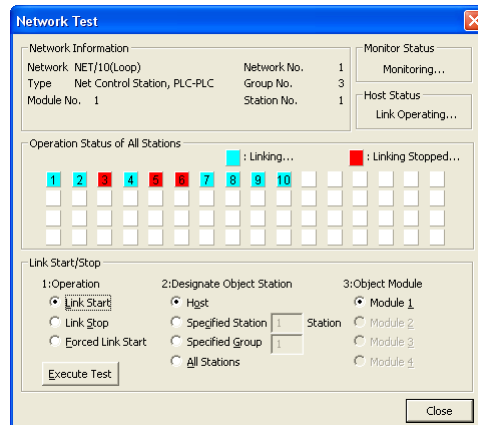 Network Test
Network Information
Monitor Status
Network NET/10(Loop) Network No. 1
Monitoring...
Type Net Control Station, PLC-PLC Group No. 3
Module No. 1 Station No. 1
Host Status
Link Operating...
Operation Status of All Stations
: Linking... : Linking Stopped...
1 2 3 4 5 6 7 8 9 10
Link Start/Stop
1:Operation 2:Designate Object Station 3:Object Module
Link Start Host Module 1
Link Stop Specified Station 1 Station Module 2
Forced Link Start Specified Group 1 Module 3
All Stations Module 4
Execute Test
Close